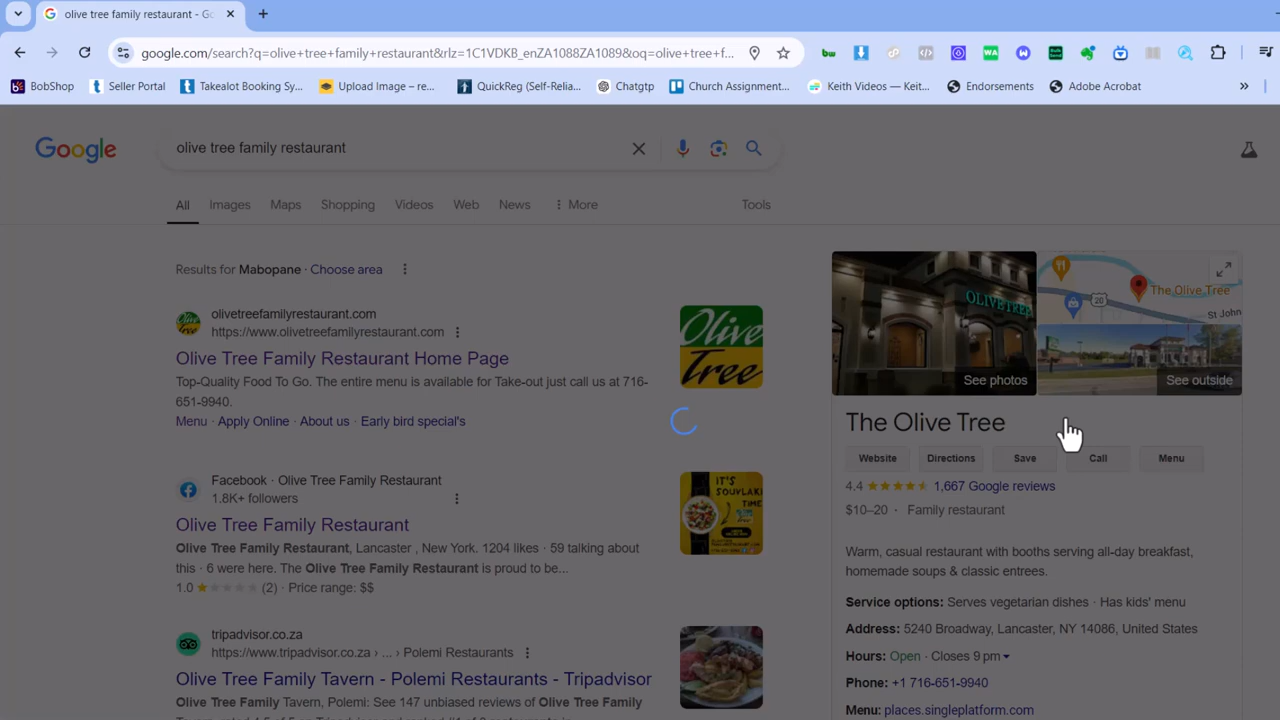 olive tree family restaurant - Go
google.com/search?q=olive+tree+family+restaurant&rlz=1C1VDKB_enZA1088ZA1089&oq=olive+tree+f...
BobShop
Seller Portal
Takealot Booking Sy...
Upload Image – re...
QuickReg (Self-Relia...
Chatgtp
Church Assignment...
Keith Videos — Keit...
Endorsements
Adobe Acrobat
Google
olive tree family restaurant
All
Images
Maps
Shopping
Videos
Web
News
More
Tools
Results for Mabopane · Choose area
olivetreefamilyrestaurant.com
https://www.olivetreefamilyrestaurant.com
Olive Tree Family Restaurant Home Page
Top-Quality Food To Go. The entire menu is available for Take-out just call us at 716-
651-9940.
Menu · Apply Online · About us · Early bird special's
Olive
Tree
Facebook · Olive Tree Family Restaurant
1.8K+ followers
Olive Tree Family Restaurant
Olive Tree Family Restaurant, Lancaster , New York. 1204 likes · 59 talking about
this · 6 were here. The Olive Tree Family Restaurant is proud to be...
1.0 (2) · Price range: $$
IT'S
SOUVLAKI
TIME
tripadvisor.co.za
https://www.tripadvisor.co.za › ... › Polemi Restaurants
Olive Tree Family Tavern - Polemi Restaurants - Tripadvisor
Olive Tree Family Tavern, Polemi: See 147 unbiased reviews of Olive Tree Family
OLIVE TREE
See photos
20
The Olive Tree
St John
See outside
The Olive Tree
Website
Directions
Save
Call
Menu
4.4 1,667 Google reviews
$10–20 · Family restaurant
Warm, casual restaurant with booths serving all-day breakfast,
homemade soups & classic entrees.
Service options: Serves vegetarian dishes · Has kids' menu
Address: 5240 Broadway, Lancaster, NY 14086, United States
Hours: Open · Closes 9 pm
Phone: +1 716-651-9940
Menu: places.singleplatform.com